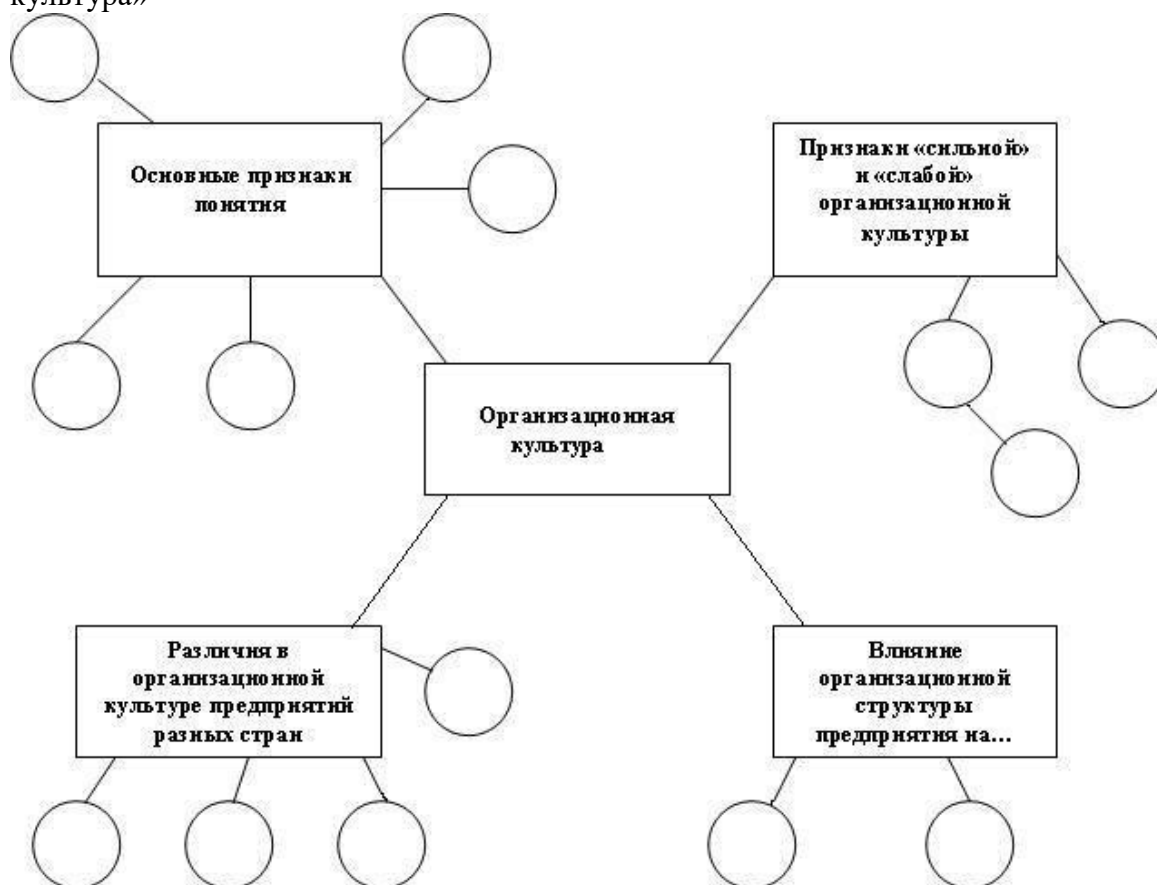 культура»
Основные признаки
понятия
Признаки «сильной»
и «слабой»
организационной
культуры
Организационная
культура
Различия в
организационной
культуре предприятий
разных стран
Влияние
организационной
структуры
предприятия на...